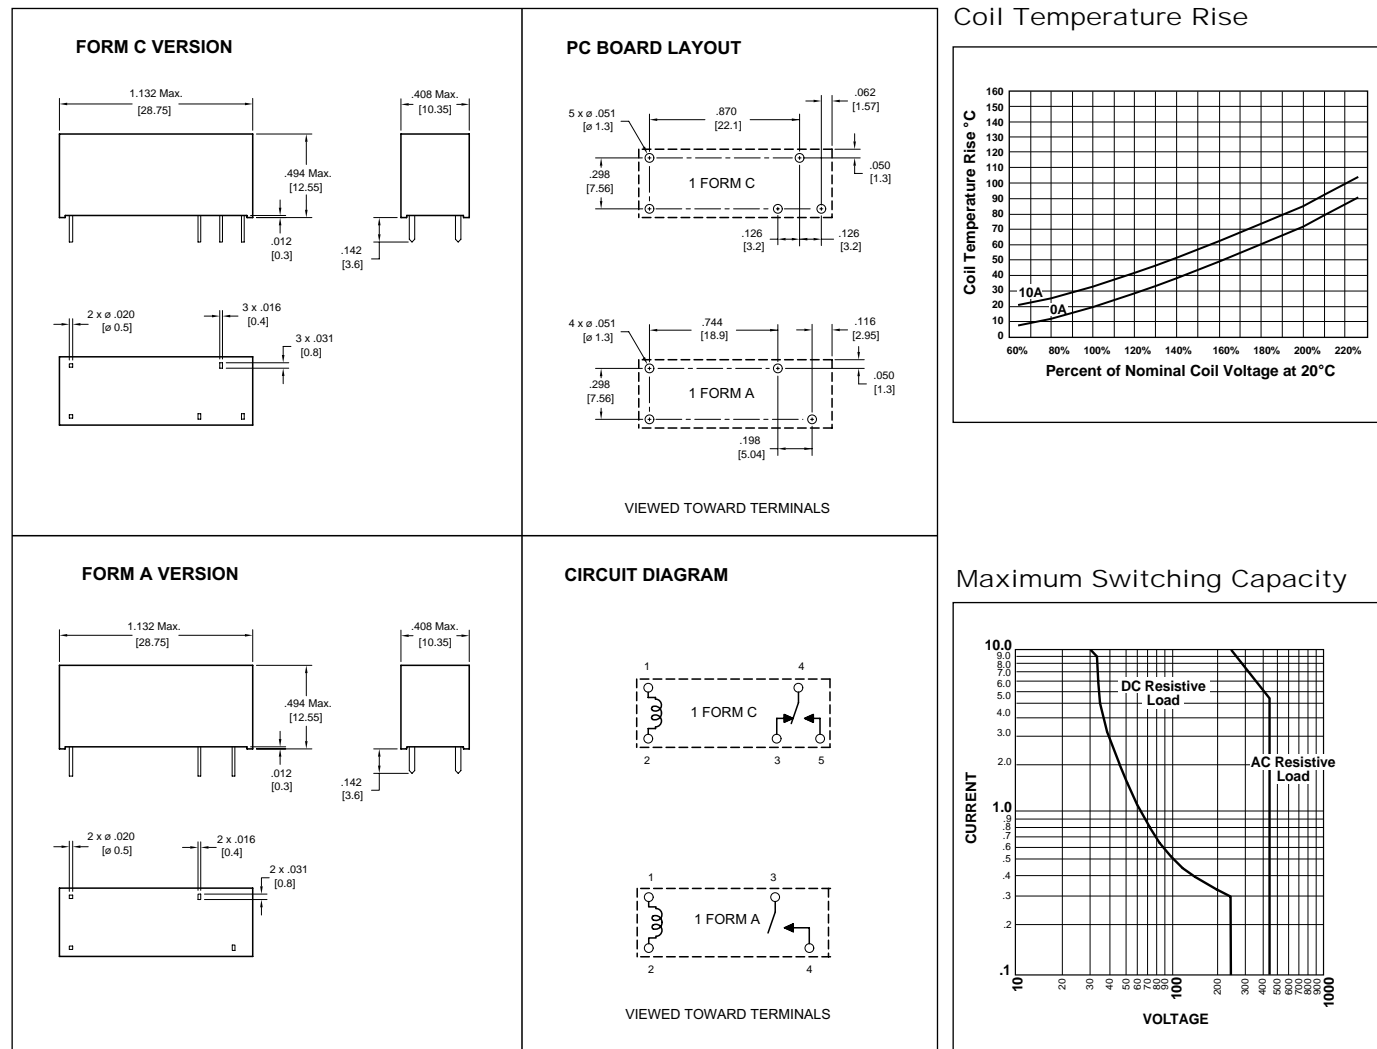 FORM C VERSION
1.132 Max.
[28.75]
.408 Max.
[10.35]
.494 Max.
[12.55]
.012
[0.3]
.142
[3.6]
2 x ø .020
[ø 0.5]
3 x .016
[0.4]
3 x .031
[0.8]
PC BOARD LAYOUT
.062
[1.57]
5 x ø .051
[ø 1.3]
.870
[22.1]
.050
[1.3]
.298
[7.56]
1 FORM C
.126
[3.2]
.126
[3.2]
4 x ø .051
[ø 1.3]
.744
[18.9]
.116
[2.95]
.050
[1.3]
.298
[7.56]
1 FORM A
.198
[5.04]
VIEWED TOWARD TERMINALS
Coil Temperature Rise
Coil Temperature Rise °C
160
150
140
130
120
110
100
90
80
70
60
50
40
30
20
10
0
10A
0A
60% 80% 100% 120% 140% 160% 180% 200% 220%
Percent of Nominal Coil Voltage at 20°C
FORM A VERSION
1.132 Max.
[28.75]
.408 Max.
[10.35]
.494 Max.
[12.55]
.012
[0.3]
.142
[3.6]
2 x ø .020
[ø 0.5]
2 x .016
[0.4]
2 x .031
[0.8]
CIRCUIT DIAGRAM
1 4
1 FORM C
2 3 5
1 3
1 FORM A
2 4
VIEWED TOWARD TERMINALS
Maximum Switching Capacity
CURRENT
10.0
9.0
8.0
7.0
6.0
5.0
4.0
3.0
2.0
1.0
.9
.8
.7
.6
.5
.4
.3
.2
.1
DC Resistive
Load
AC Resistive
Load
10 20 30 40 50 60 70 80 90 100 200 300 400 500 600 700 800 900 1000
VOLTAGE